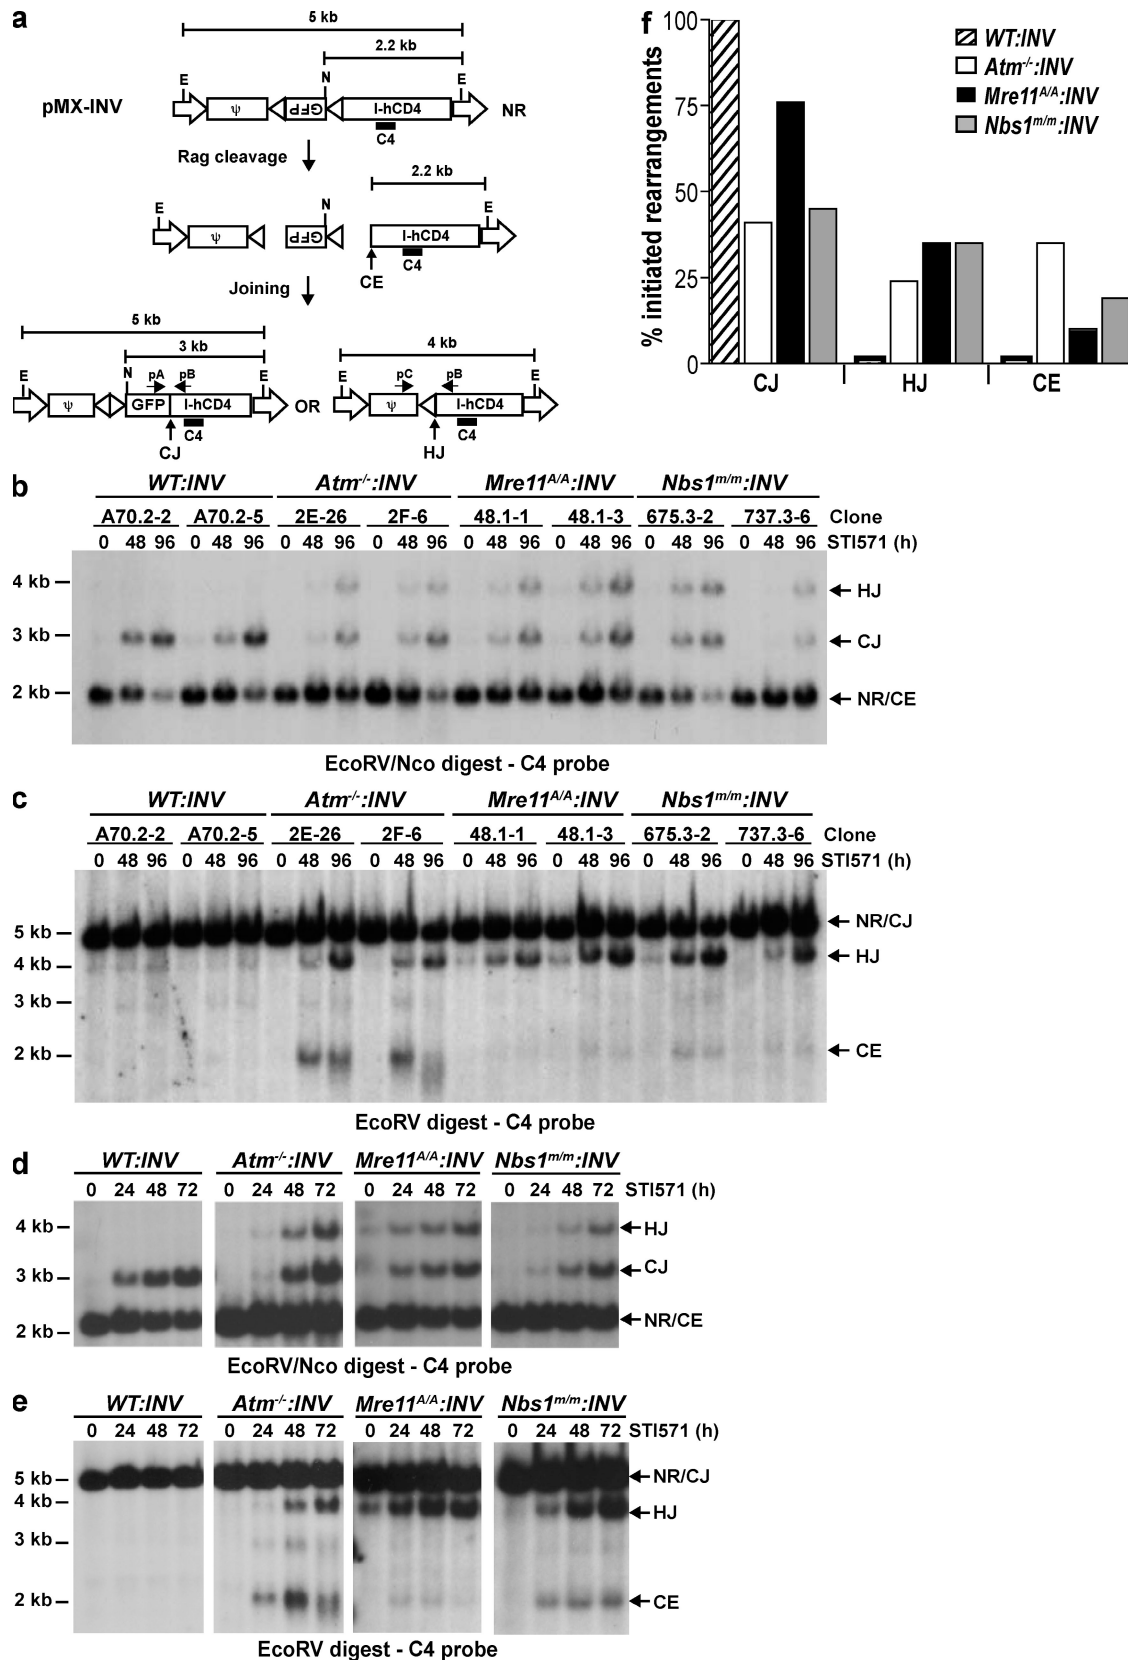 a
5 kb
2.2 kb
E N E
pMX-INV ψ GFP I-hCD4 NR
C4
Rag cleavage
2.2 kb
E N E
ψ GFP I-hCD4
C4
CE
Joining
5 kb
3 kb
4 kb
E N pA pB E
E pC pB E
ψ GFP I-hCD4 OR ψ I-hCD4
C4 C4
CJ HJ
f
% initiated rearrangements
100
75
50
25
0
CJ HJ CE
WT:INV
Atm-/-:INV
Mre11A/A:INV
Nbs1m/m:INV
b
WT:INV Atm-/-:INV Mre11A/A:INV Nbs1m/m:INV
A70.2-2 A70.2-5 2E-26 2F-6 48.1-1 48.1-3 675.3-2 737.3-6 Clone
0 48 96 0 48 96 0 48 96 0 48 96 0 48 96 0 48 96 0 48 96 0 48 96 STI571 (h)
4 kb HJ
3 kb CJ
2 kb NR/CE
EcoRV/Nco digest - C4 probe
c
WT:INV Atm-/-:INV Mre11A/A:INV Nbs1m/m:INV
A70.2-2 A70.2-5 2E-26 2F-6 48.1-1 48.1-3 675.3-2 737.3-6 Clone
0 48 96 0 48 96 0 48 96 0 48 96 0 48 96 0 48 96 0 48 96 0 48 96 STI571 (h)
5 kb NR/CJ
4 kb HJ
3 kb
2 kb CE
EcoRV digest - C4 probe
d
WT:INV Atm-/-:INV Mre11A/A:INV Nbs1m/m:INV
0 24 48 72 0 24 48 72 0 24 48 72 0 24 48 72 STI571 (h)
4 kb HJ
3 kb CJ
2 kb NR/CE
EcoRV/Nco digest - C4 probe
e
WT:INV Atm-/-:INV Mre11A/A:INV Nbs1m/m:INV
0 24 48 72 0 24 48 72 0 24 48 72 0 24 48 72 STI571 (h)
5 kb NR/CJ
4 kb HJ
3 kb
2 kb CE
EcoRV digest - C4 probe